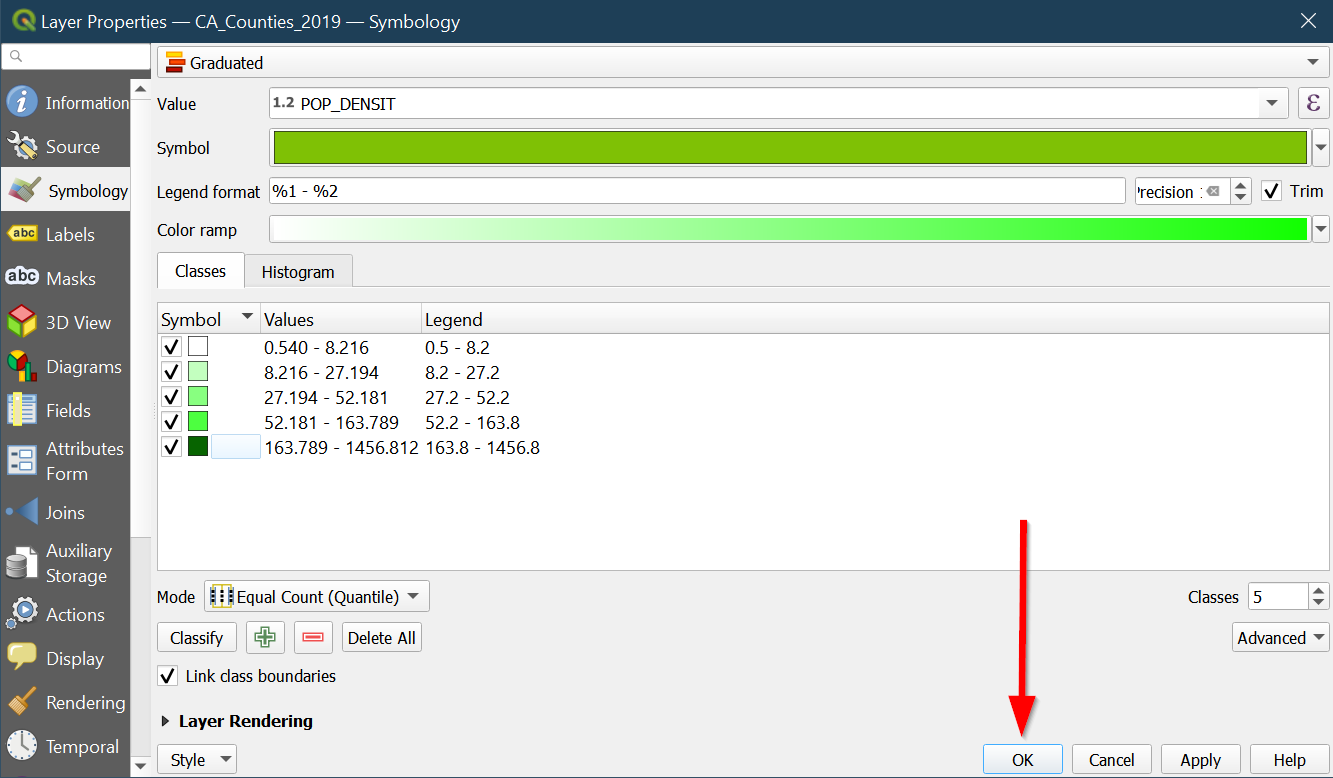 Layer Properties — CA_Counties_2019 — Symbology
Information
Source
Symbology
abc Labels
abc Masks
3D View
Diagrams
Fields
Attributes
Form
Joins
Auxiliary
Storage
Actions
Display
Rendering
Temporal
Graduated
Value 1.2 POP_DENSIT ε
Symbol
Legend format %1 - %2 Trim
Color ramp
Classes Histogram
Symbol Values Legend
0.540 - 8.216 0.5 - 8.2
8.216 - 27.194 8.2 - 27.2
27.194 - 52.181 27.2 - 52.2
52.181 - 163.789 52.2 - 163.8
163.789 - 1456.812 163.8 - 1456.8
Mode Equal Count (Quantile) Classes 5
Classify Delete All Advanced
Link class boundaries
Layer Rendering
Style OK Cancel Apply Help